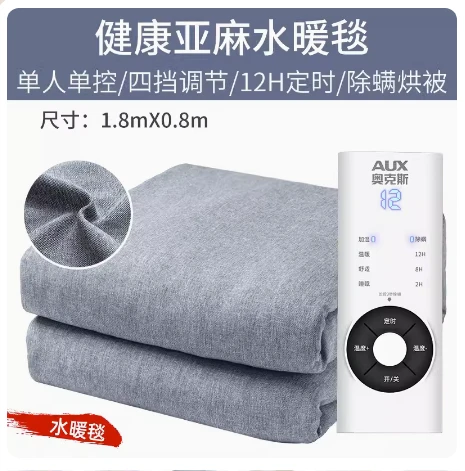 健康亚麻水暖毯
单人单控/四挡调节/12H定时/除螨烘被
尺寸：1.8mX0.8m
AUX
奥克斯
12
加温 除螨
温暖 12H
舒适 8H
睡眠 2H
定时
温度+ 温度-
开/关
水暖毯